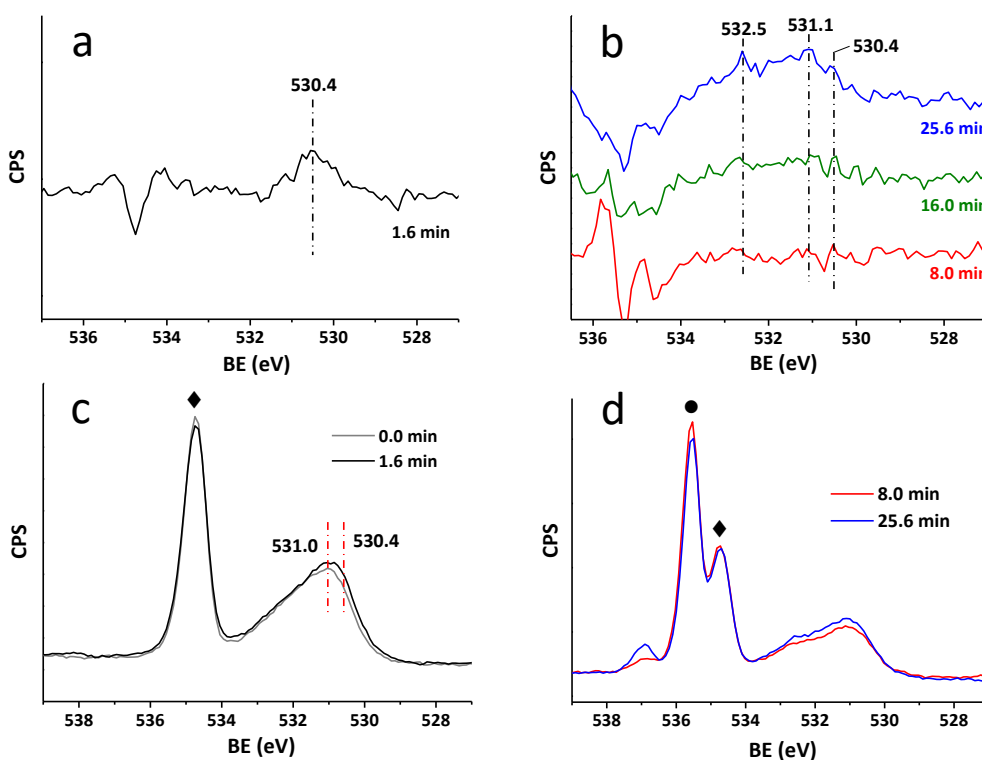 a
530.4
1.6 min
CPS
536 534 532 530 528
BE (eV)
b
532.5 531.1 530.4
25.6 min
16.0 min
8.0 min
CPS
536 534 532 530 528
BE (eV)
c
0.0 min
1.6 min
531.0 530.4
CPS
538 536 534 532 530 528
BE (eV)
d
8.0 min
25.6 min
CPS
538 536 534 532 530 528
BE (eV)